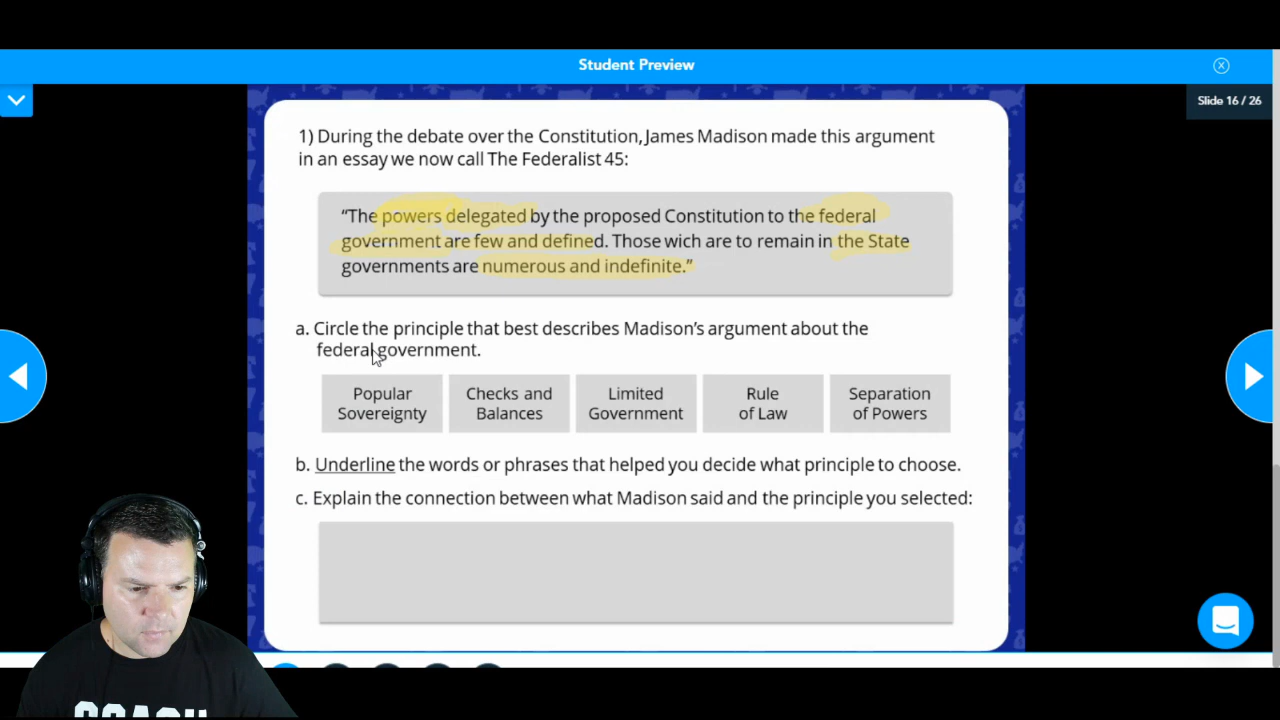 Student Preview
Slide 16 / 26
1) During the debate over the Constitution, James Madison made this argument
in an essay we now call The Federalist 45:
“The powers delegated by the proposed Constitution to the federal
government are few and defined. Those wich are to remain in the State
governments are numerous and indefinite.”
a. Circle the principle that best describes Madison’s argument about the
federal government.
Popular
Sovereignty
Checks and
Balances
Limited
Government
Rule
of Law
Separation
of Powers
b. Underline the words or phrases that helped you decide what principle to choose.
c. Explain the connection between what Madison said and the principle you selected:
COACH